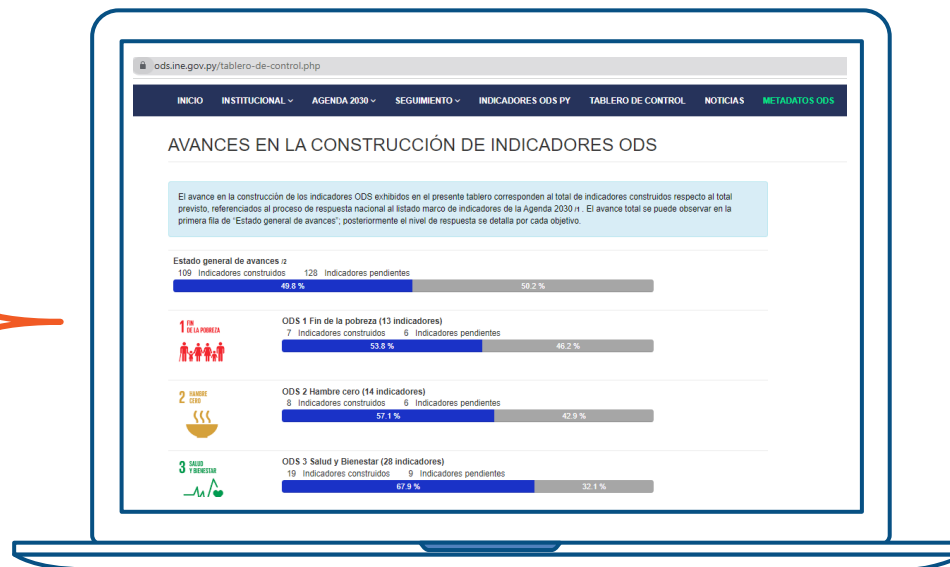 ods.ine.gov.py/tablero-de-control.php
INICIO INSTITUCIONAL AGENDA 2030 SEGUIMIENTO INDICADORES ODS PY TABLERO DE CONTROL NOTICIAS METADATOS ODS
AVANCES EN LA CONSTRUCCIÓN DE INDICADORES ODS
El avance en la construcción de los indicadores ODS exhibidos en el presente tablero corresponden al total de indicadores construidos respecto al total
previsto, referenciados al proceso de respuesta nacional al listado marco de indicadores de la Agenda 2030 /1 . El avance total se puede observar en la
primera fila de "Estado general de avances"; posteriormente el nivel de respuesta se detalla por cada objetivo.
Estado general de avances /2
109 Indicadores construidos 128 Indicadores pendientes
49.8 % 50.2 %
1 FIN
DE LA POBREZA
ODS 1 Fin de la pobreza (13 indicadores)
7 Indicadores construidos 6 Indicadores pendientes
53.8 % 46.2 %
2 HAMBRE
CERO
ODS 2 Hambre cero (14 indicadores)
8 Indicadores construidos 6 Indicadores pendientes
57.1 % 42.9 %
3 SALUD
Y BIENESTAR
ODS 3 Salud y Bienestar (28 indicadores)
19 Indicadores construidos 9 Indicadores pendientes
67.9 % 32.1 %